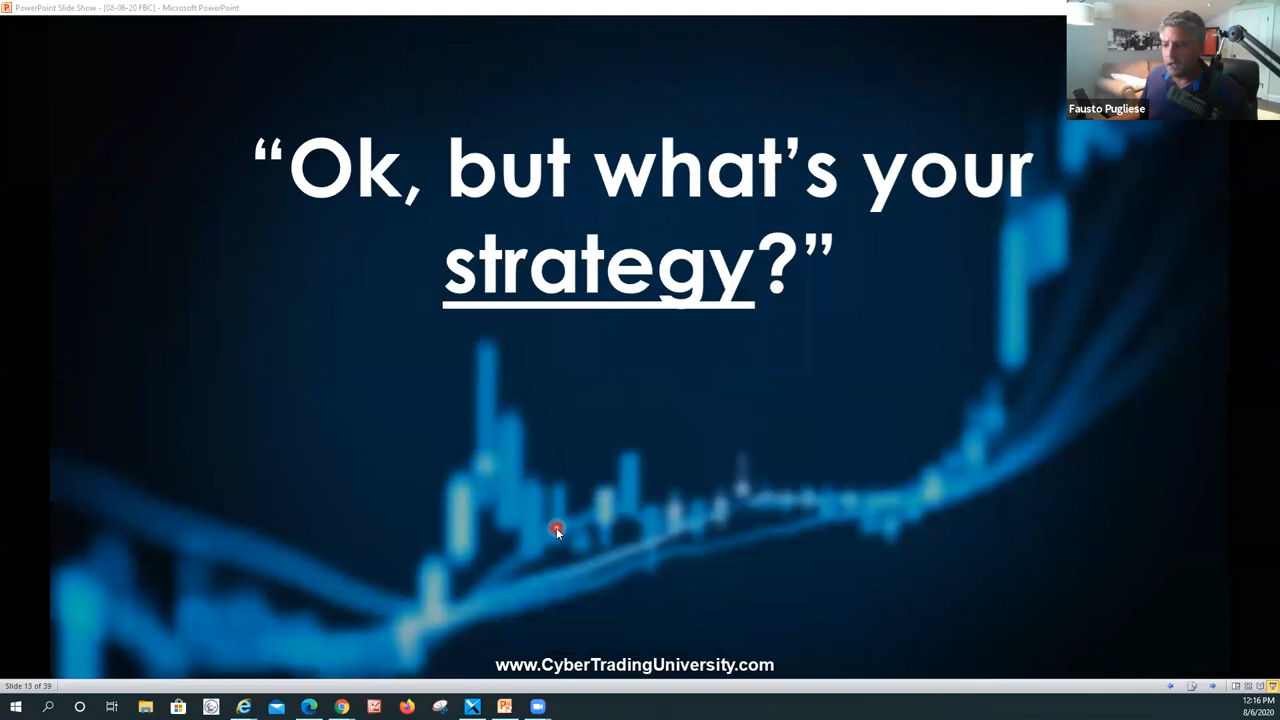 PowerPoint Slide Show - [08-06-20 FBC] - Microsoft PowerPoint
Fausto Pugliese
“Ok, but what’s your
strategy?”
www.CyberTradingUniversity.com
Slide 13 of 39
12:16 PM
8/6/2020